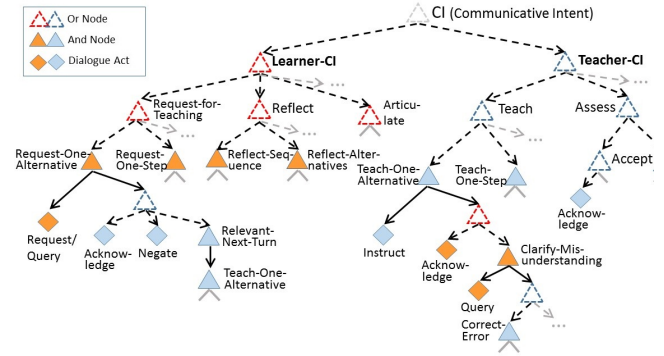 CI (Communicative Intent)
Or Node
And Node
Dialogue Act
Learner-CI
Teacher-CI
...
...
Request-for-
Teaching
Reflect
Articu-
late
Teach
Assess
...
...
...
...
Request-One-
Alternative
Request-
One-Step
Reflect-Seq-
uence
Reflect-Alter-
natives
Teach-One-
Alternative
Teach-
One-Step
Accept
Request/
Query
Acknow-
ledge
Negate
Relevant-
Next-Turn
Teach-One-
Alternative
Instruct
Acknow-
ledge
Clarify-Mis-
understanding
Acknow-
ledge
Query
Correct-
Error
...